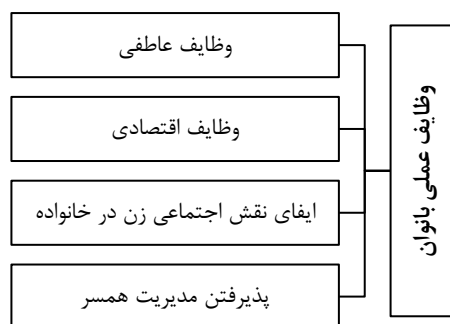 وظایف عملی بانوان
وظایف عاطفی
وظایف اقتصادی
ایفای نقش اجتماعی زن در خانواده
پذیرفتن مدیریت همسر